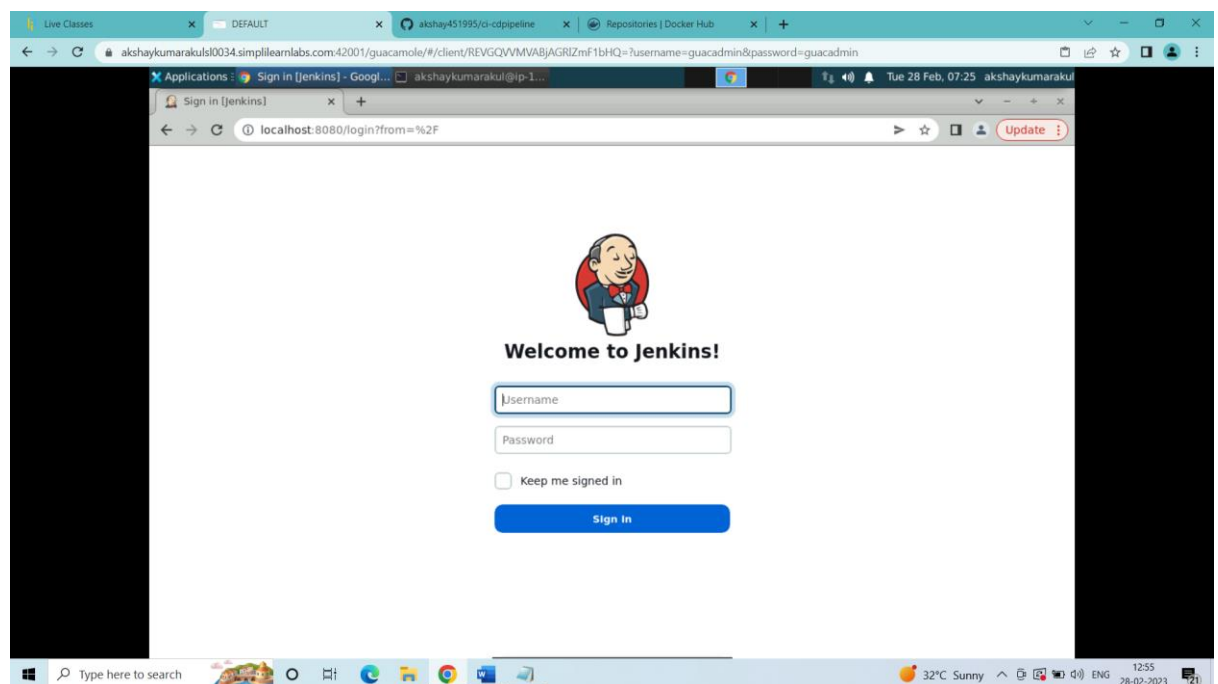 Live Classes
DEFAULT
akshay451995/ci-cdpipeline
Repositories | Docker Hub
akshaykumarakulsl0034.simplilearnlabs.com:42001/guacamole/#/client/REVGQVVMVABjAGRlZmF1bHQ=?username=guacadmin&password=guacadmin
Applications : Sign in [Jenkins] - Googl... akshaykumarakul@ip-1... Tue 28 Feb, 07:25 akshaykumarakul
Sign in [Jenkins]
localhost:8080/login?from=%2F
Update
Welcome to Jenkins!
Username
Password
Keep me signed in
Sign in
Type here to search
32°C Sunny
ENG
12:55
28-02-2023
21